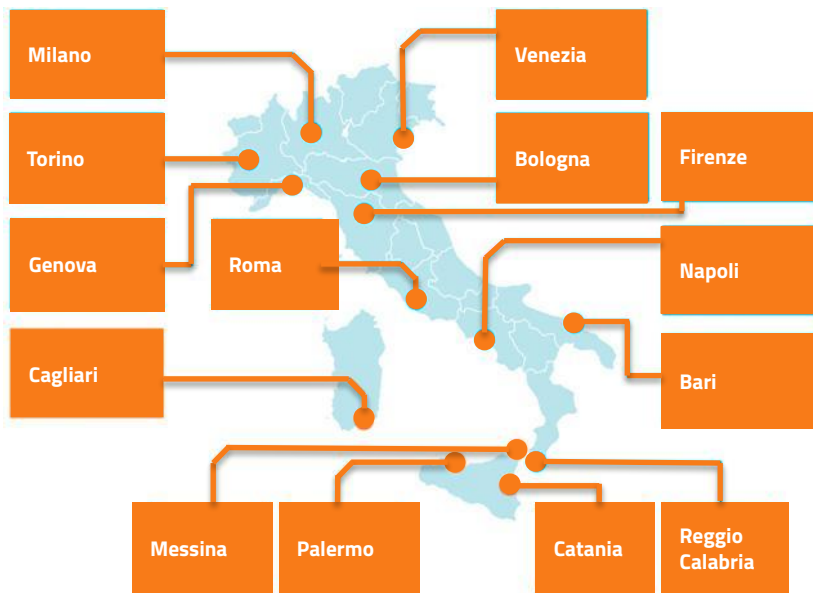 Milano
Venezia
Torino
Bologna
Firenze
Genova
Roma
Napoli
Cagliari
Bari
Messina
Palermo
Catania
Reggio
Calabria